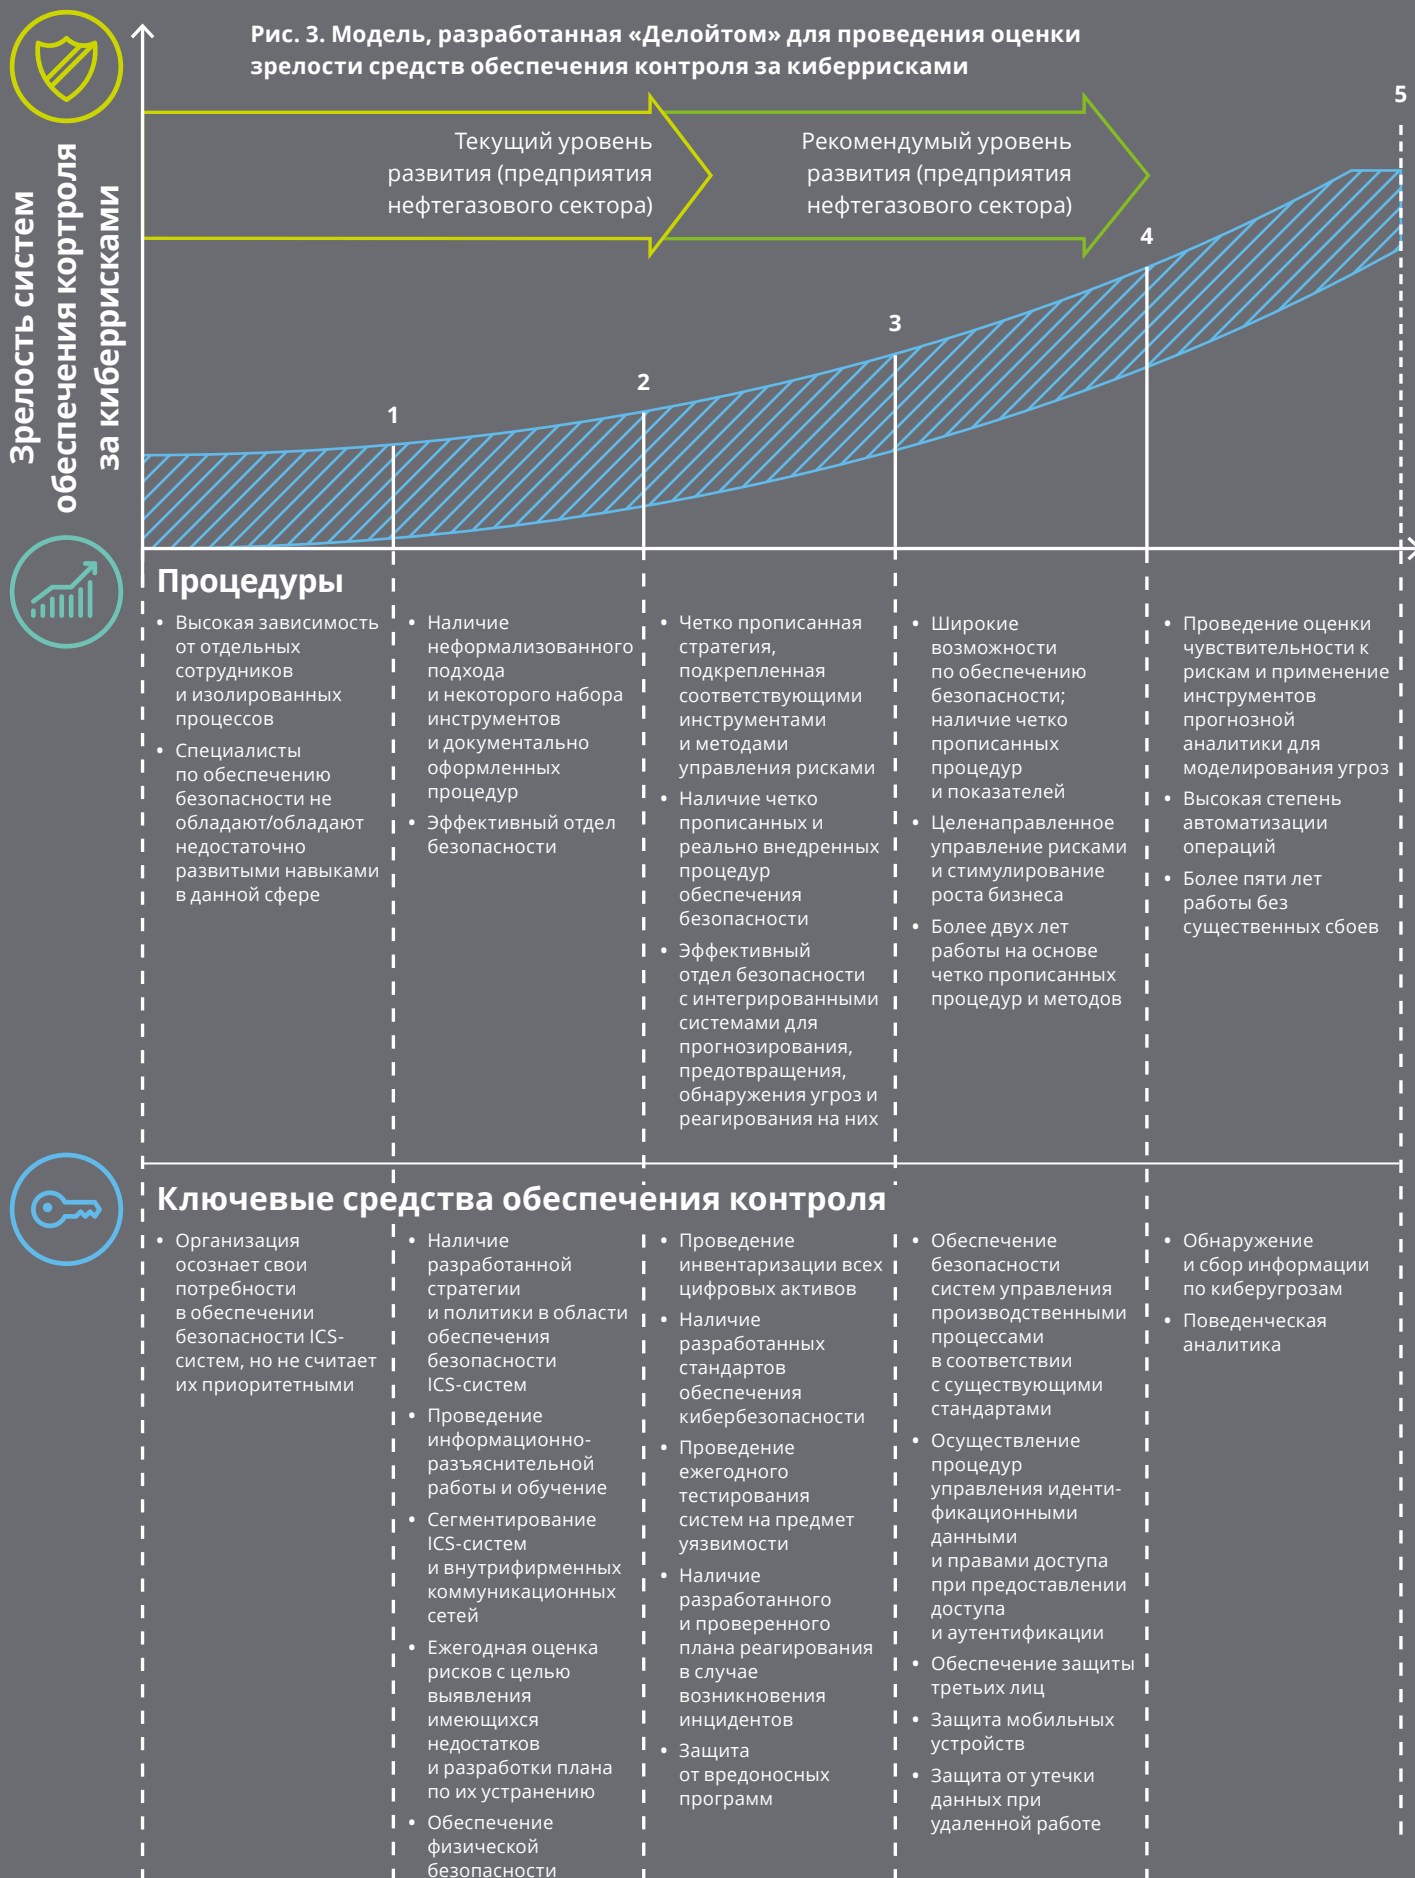 Рис. 3. Модель, разработанная «Делойтом» для проведения оценки
зрелости средств обеспечения контроля за киберрисками
Зрелость систем
обеспечения кортроля
за киберрисками
Текущий уровень
развития (предприятия
нефтегазового сектора)
Рекомендумый уровень
развития (предприятия
нефтегазового сектора)
1
2
3
4
5
Процедуры
• Высокая зависимость
от отдельных
сотрудников
и изолированных
процессов
• Специалисты
по обеспечению
безопасности не
обладают/обладают
недостаточно
развитыми навыками
в данной сфере
• Наличие
неформализованного
подхода
и некоторого набора
инструментов
и документально
оформленных
процедур
• Эффективный отдел
безопасности
• Четко прописанная
стратегия,
подкрепленная
соответствующими
инструментами
и методами
управления рисками
• Наличие четко
прописанных и
реально внедренных
процедур
обеспечения
безопасности
• Эффективный
отдел безопасности
с интегрированными
системами для
прогнозирования,
предотвращения,
обнаружения угроз и
реагирования на них
• Широкие
возможности
по обеспечению
безопасности;
наличие четко
прописанных
процедур
и показателей
• Целенаправленное
управление рисками
и стимулирование
роста бизнеса
• Более двух лет
работы на основе
четко прописанных
процедур и методов
• Проведение оценки
чувствительности к
рискам и применение
инструментов
прогнозной
аналитики для
моделирования угроз
• Высокая степень
автоматизации
операций
• Более пяти лет
работы без
существенных сбоев
Ключевые средства обеспечения контроля
• Организация
осознает свои
потребности
в обеспечении
безопасности ICS-
систем, но не считает
их приоритетными
• Наличие
разработанной
стратегии
и политики в области
обеспечения
безопасности
ICS-систем
• Проведение
информационно-
разъяснительной
работы и обучение
• Сегментирование
ICS-систем
и внутрифирменных
коммуникационных
сетей
• Ежегодная оценка
рисков с целью
выявления
имеющихся
недостатков
и разработки плана
по их устранению
• Обеспечение
физической
безопасности
• Проведение
инвентаризации всех
цифровых активов
• Наличие
разработанных
стандартов
обеспечения
кибербезопасности
• Проведение
ежегодного
тестирования
систем на предмет
уязвимости
• Наличие
разработанного
и проверенного
плана реагирования
в случае
возникновения
инцидентов
• Защита
от вредоносных
программ
• Обеспечение
безопасности
систем управления
производственными
процессами
в соответствии
с существующими
стандартами
• Осуществление
процедур
управления иденти-
фикационными
данными
и правами доступа
при предоставлении
доступа
и аутентификации
• Обеспечение защиты
третьих лиц
• Защита мобильных
устройств
• Защита от утечки
данных при
удаленной работе
• Обнаружение
и сбор информации
по киберугрозам
• Поведенческая
аналитика